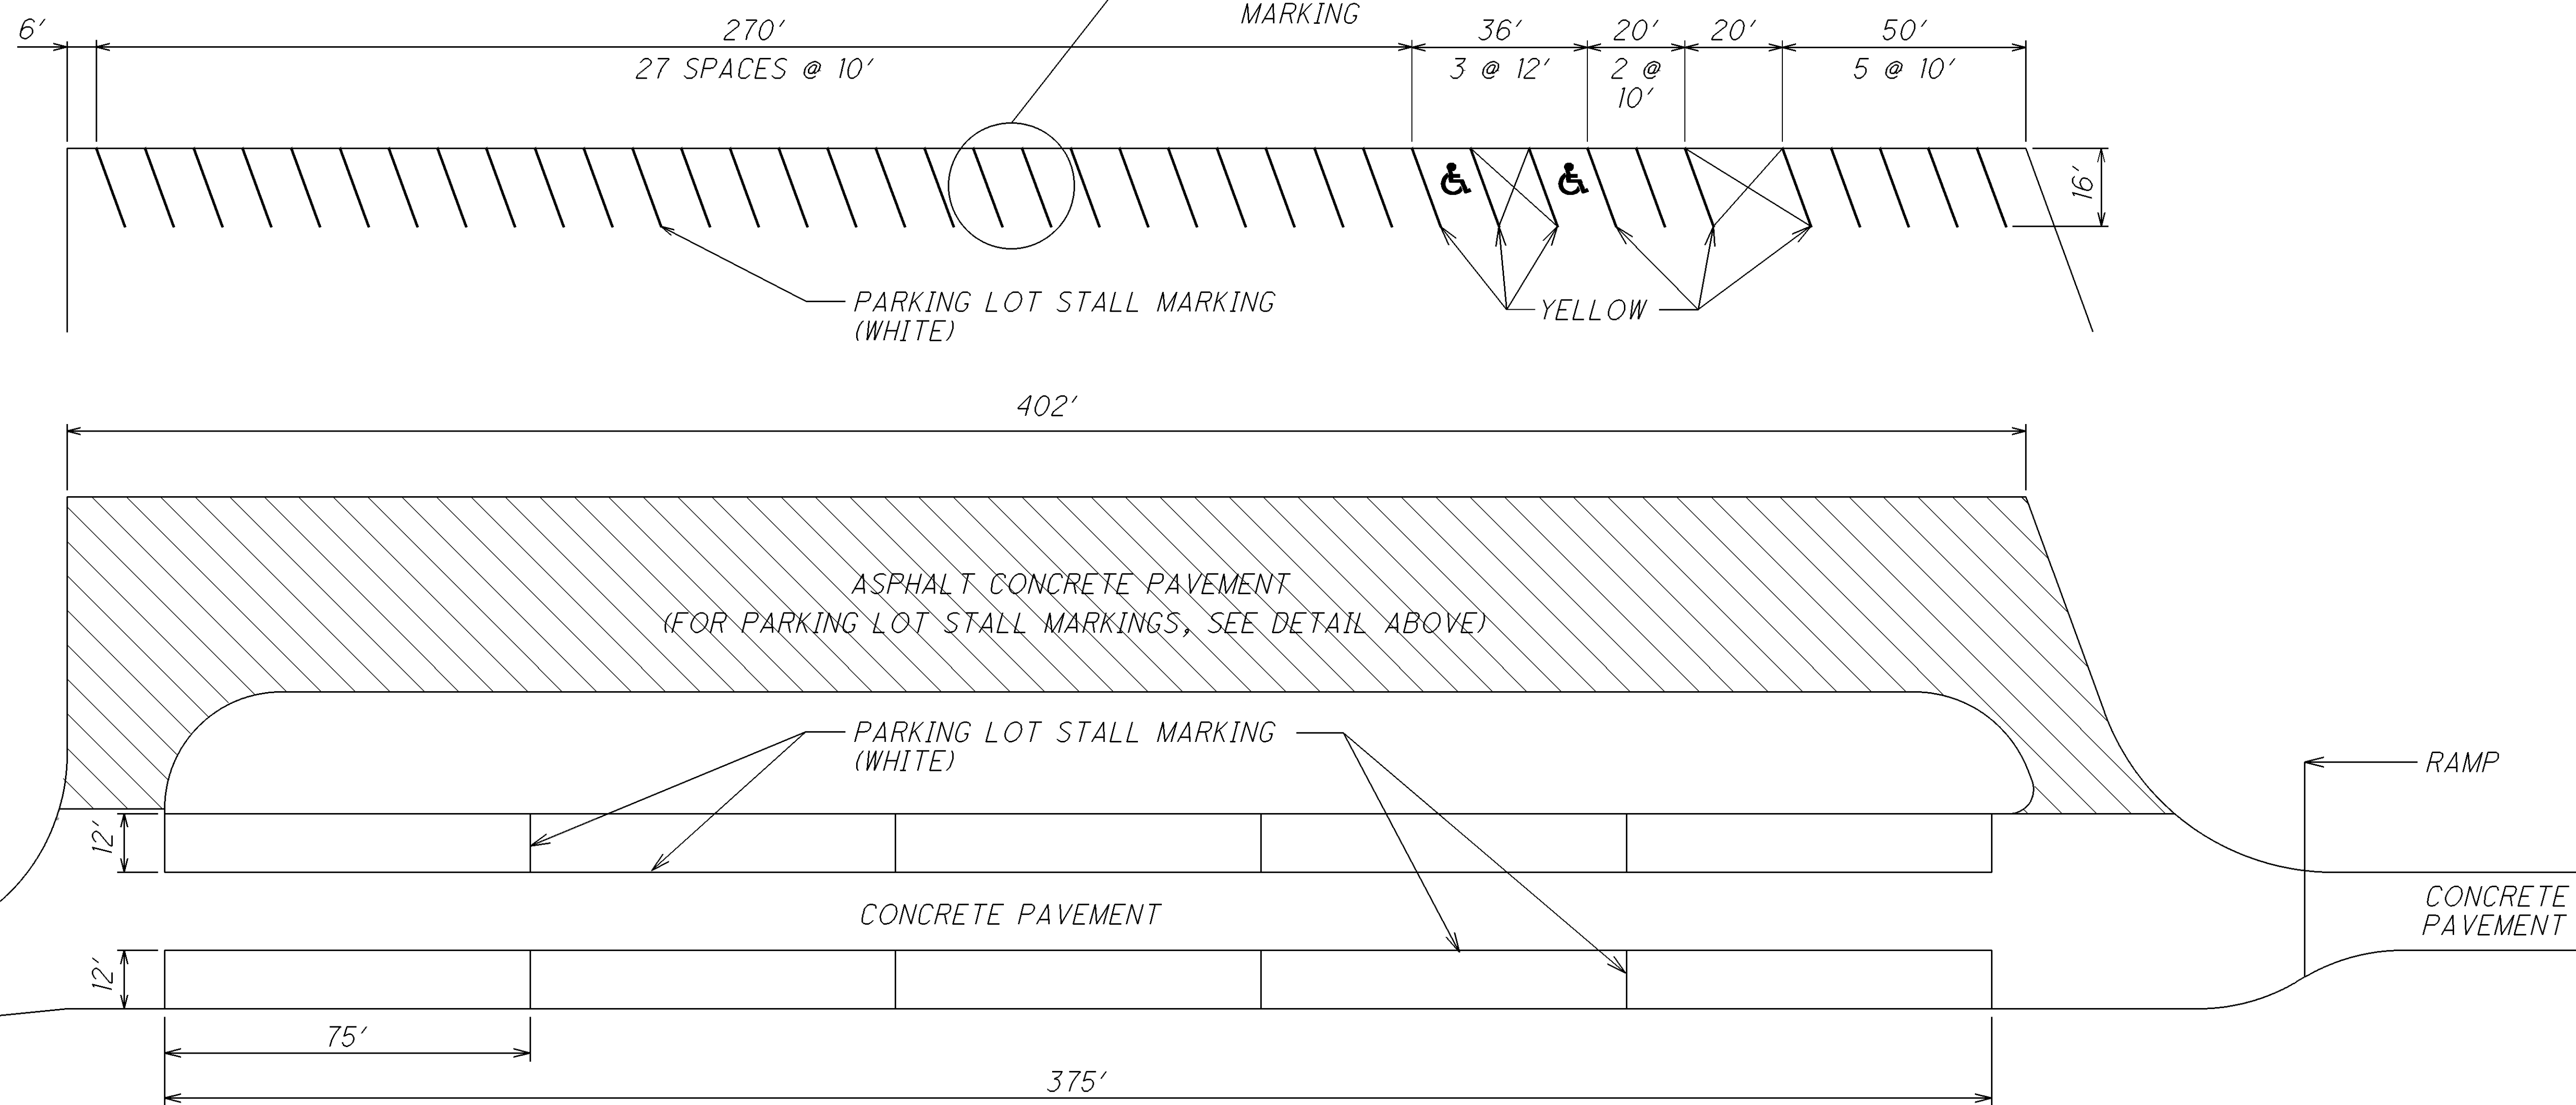 MARKING
6' 270' 36' 20' 20' 50'
27 SPACES @ 10' 3 @ 12' 2 @ 5 @ 10'
10'
16'
PARKING LOT STALL MARKING
(WHITE)
YELLOW
402'
ASPHALT CONCRETE PAVEMENT
(FOR PARKING LOT STALL MARKINGS, SEE DETAIL ABOVE)
PARKING LOT STALL MARKING
(WHITE)
RAMP
12'
CONCRETE PAVEMENT
CONCRETE
PAVEMENT
12'
75'
375'